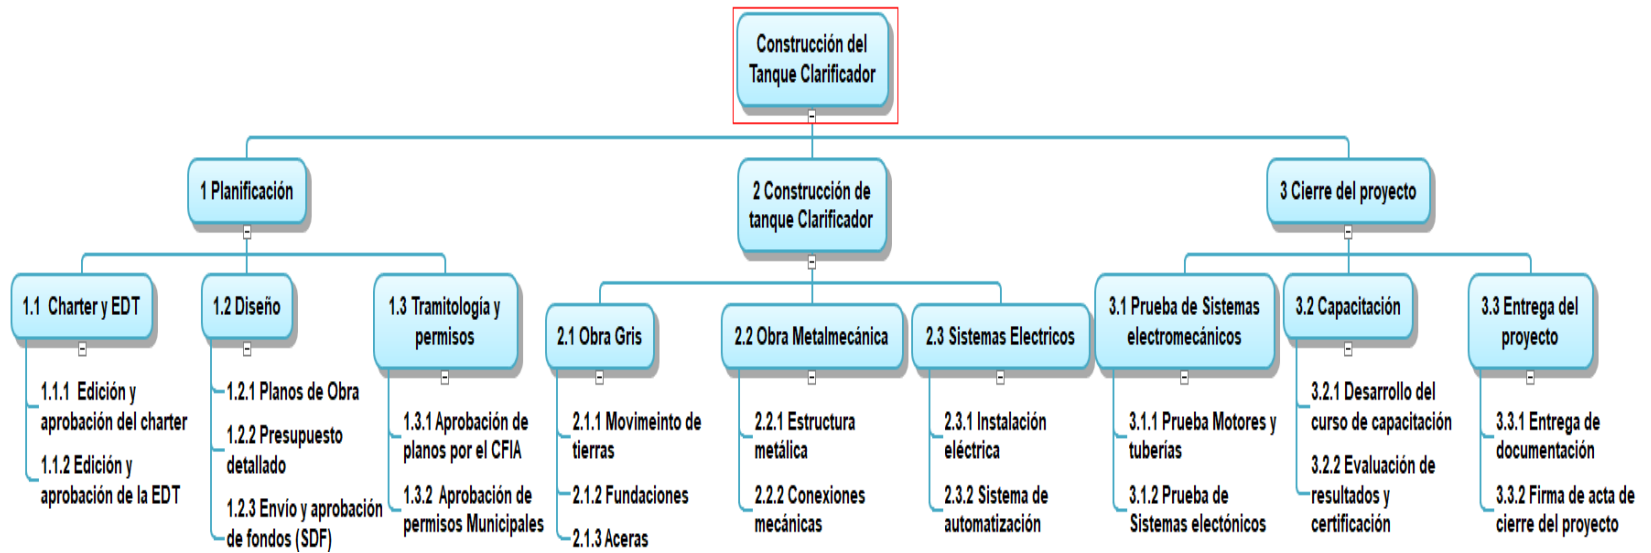 Construcción del
Tanque Clarificador
1 Planificación
2 Construcción de
tanque Clarificador
3 Cierre del proyecto
1.1 Charter y EDT
1.2 Diseño
1.3 Tramitología y
permisos
2.1 Obra Gris
2.2 Obra Metalmecánica
2.3 Sistemas Electricos
3.1 Prueba de Sistemas
electromecánicos
3.2 Capacitación
3.3 Entrega del
proyecto
1.1.1 Edición y
aprobación del charter
1.1.2 Edición y
aprobación de la EDT
1.2.1 Planos de Obra
1.2.2 Presupuesto
detallado
1.2.3 Envío y aprobación
de fondos (SDF)
1.3.1 Aprobación de
planos por el CFIA
1.3.2 Aprobación de
permisos Municipales
2.1.1 Movimeinto de
tierras
2.1.2 Fundaciones
2.1.3 Aceras
2.2.1 Estructura
metálica
2.2.2 Conexiones
mecánicas
2.3.1 Instalación
eléctrica
2.3.2 Sistema de
automatización
3.1.1 Prueba Motores y
tuberías
3.1.2 Prueba de
Sistemas electónicos
3.2.1 Desarrollo del
curso de capacitación
3.2.2 Evaluación de
resultados y
certificación
3.3.1 Entrega de
documentación
3.3.2 Firma de acta de
cierre del proyecto